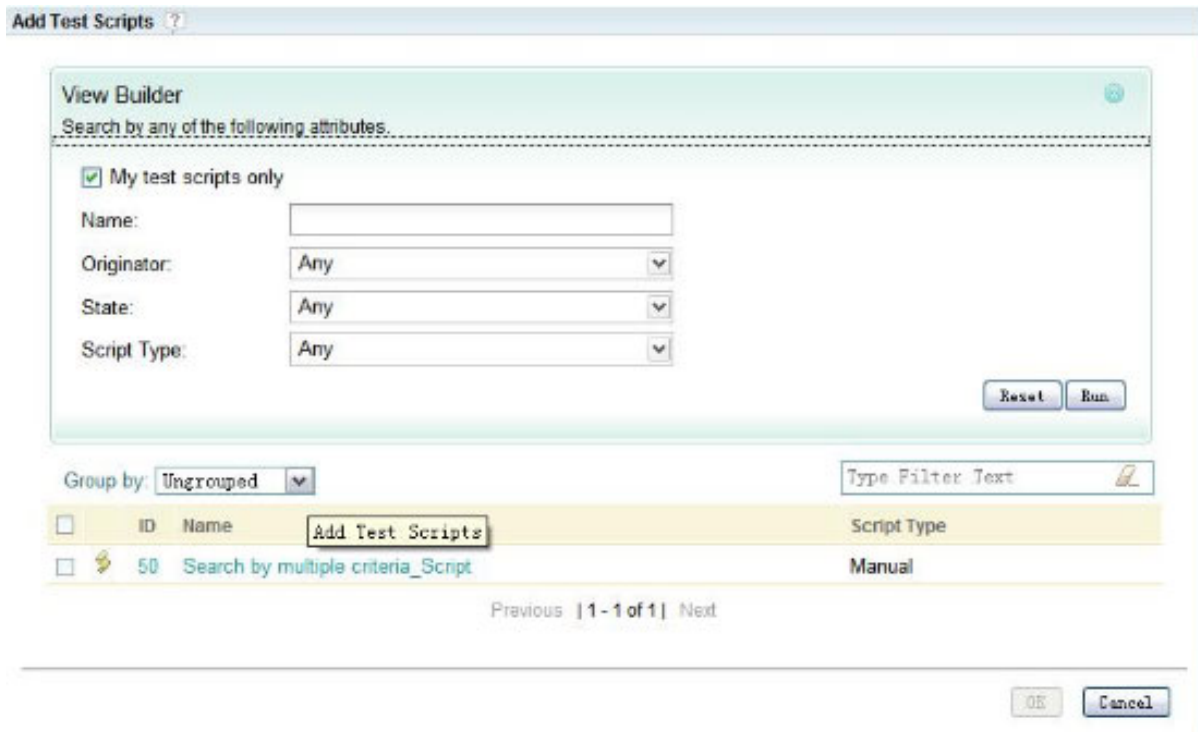 Add Test Scripts ?
View Builder
Search by any of the following attributes.
My test scripts only
Name:
Originator: Any
State: Any
Script Type: Any
Reset Run
Group by: Ungrouped Type Filter Text
ID Name Add Test Scripts Script Type
50 Search by multiple criteria_Script Manual
Previous | 1 - 1 of 1 | Next
OK Cancel